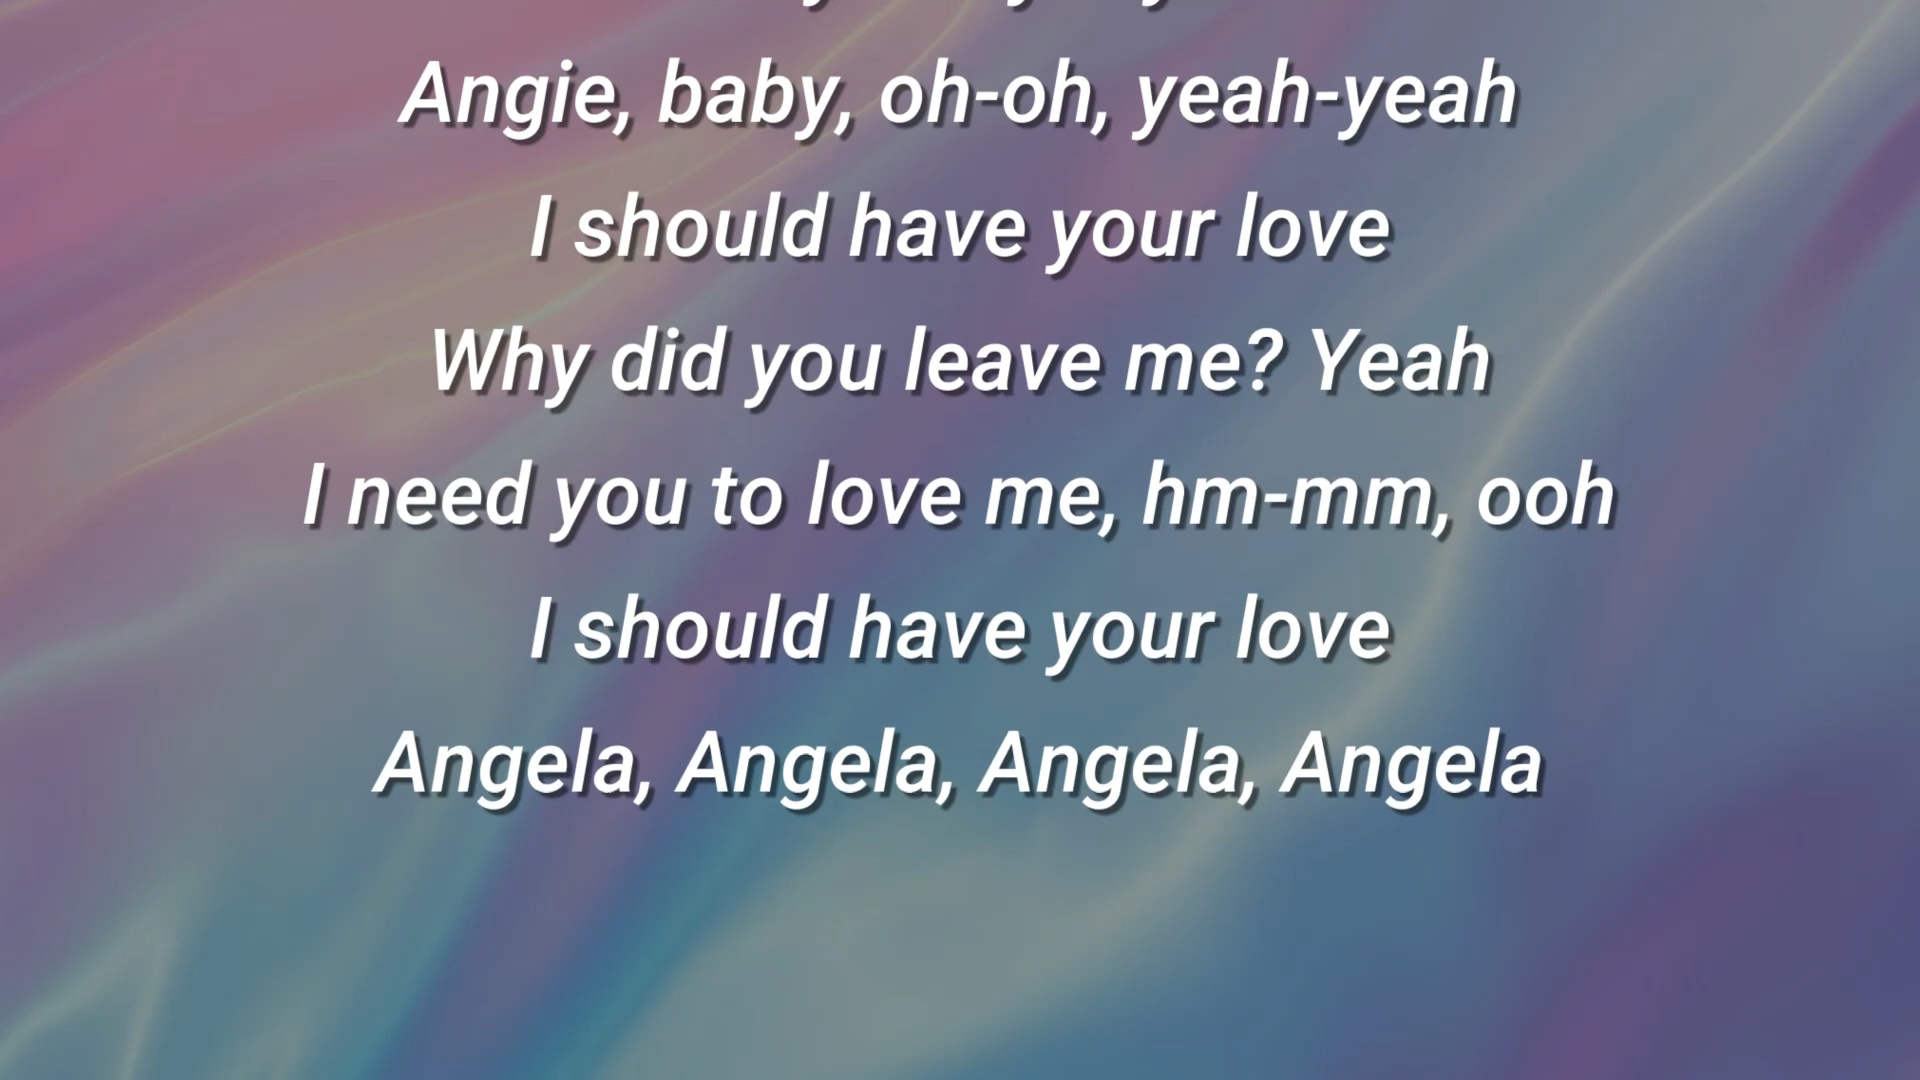 Angie, baby, oh-oh, yeah-yeah
I should have your love
Why did you leave me? Yeah
I need you to love me, hm-mm, ooh
I should have your love
Angela, Angela, Angela, Angela